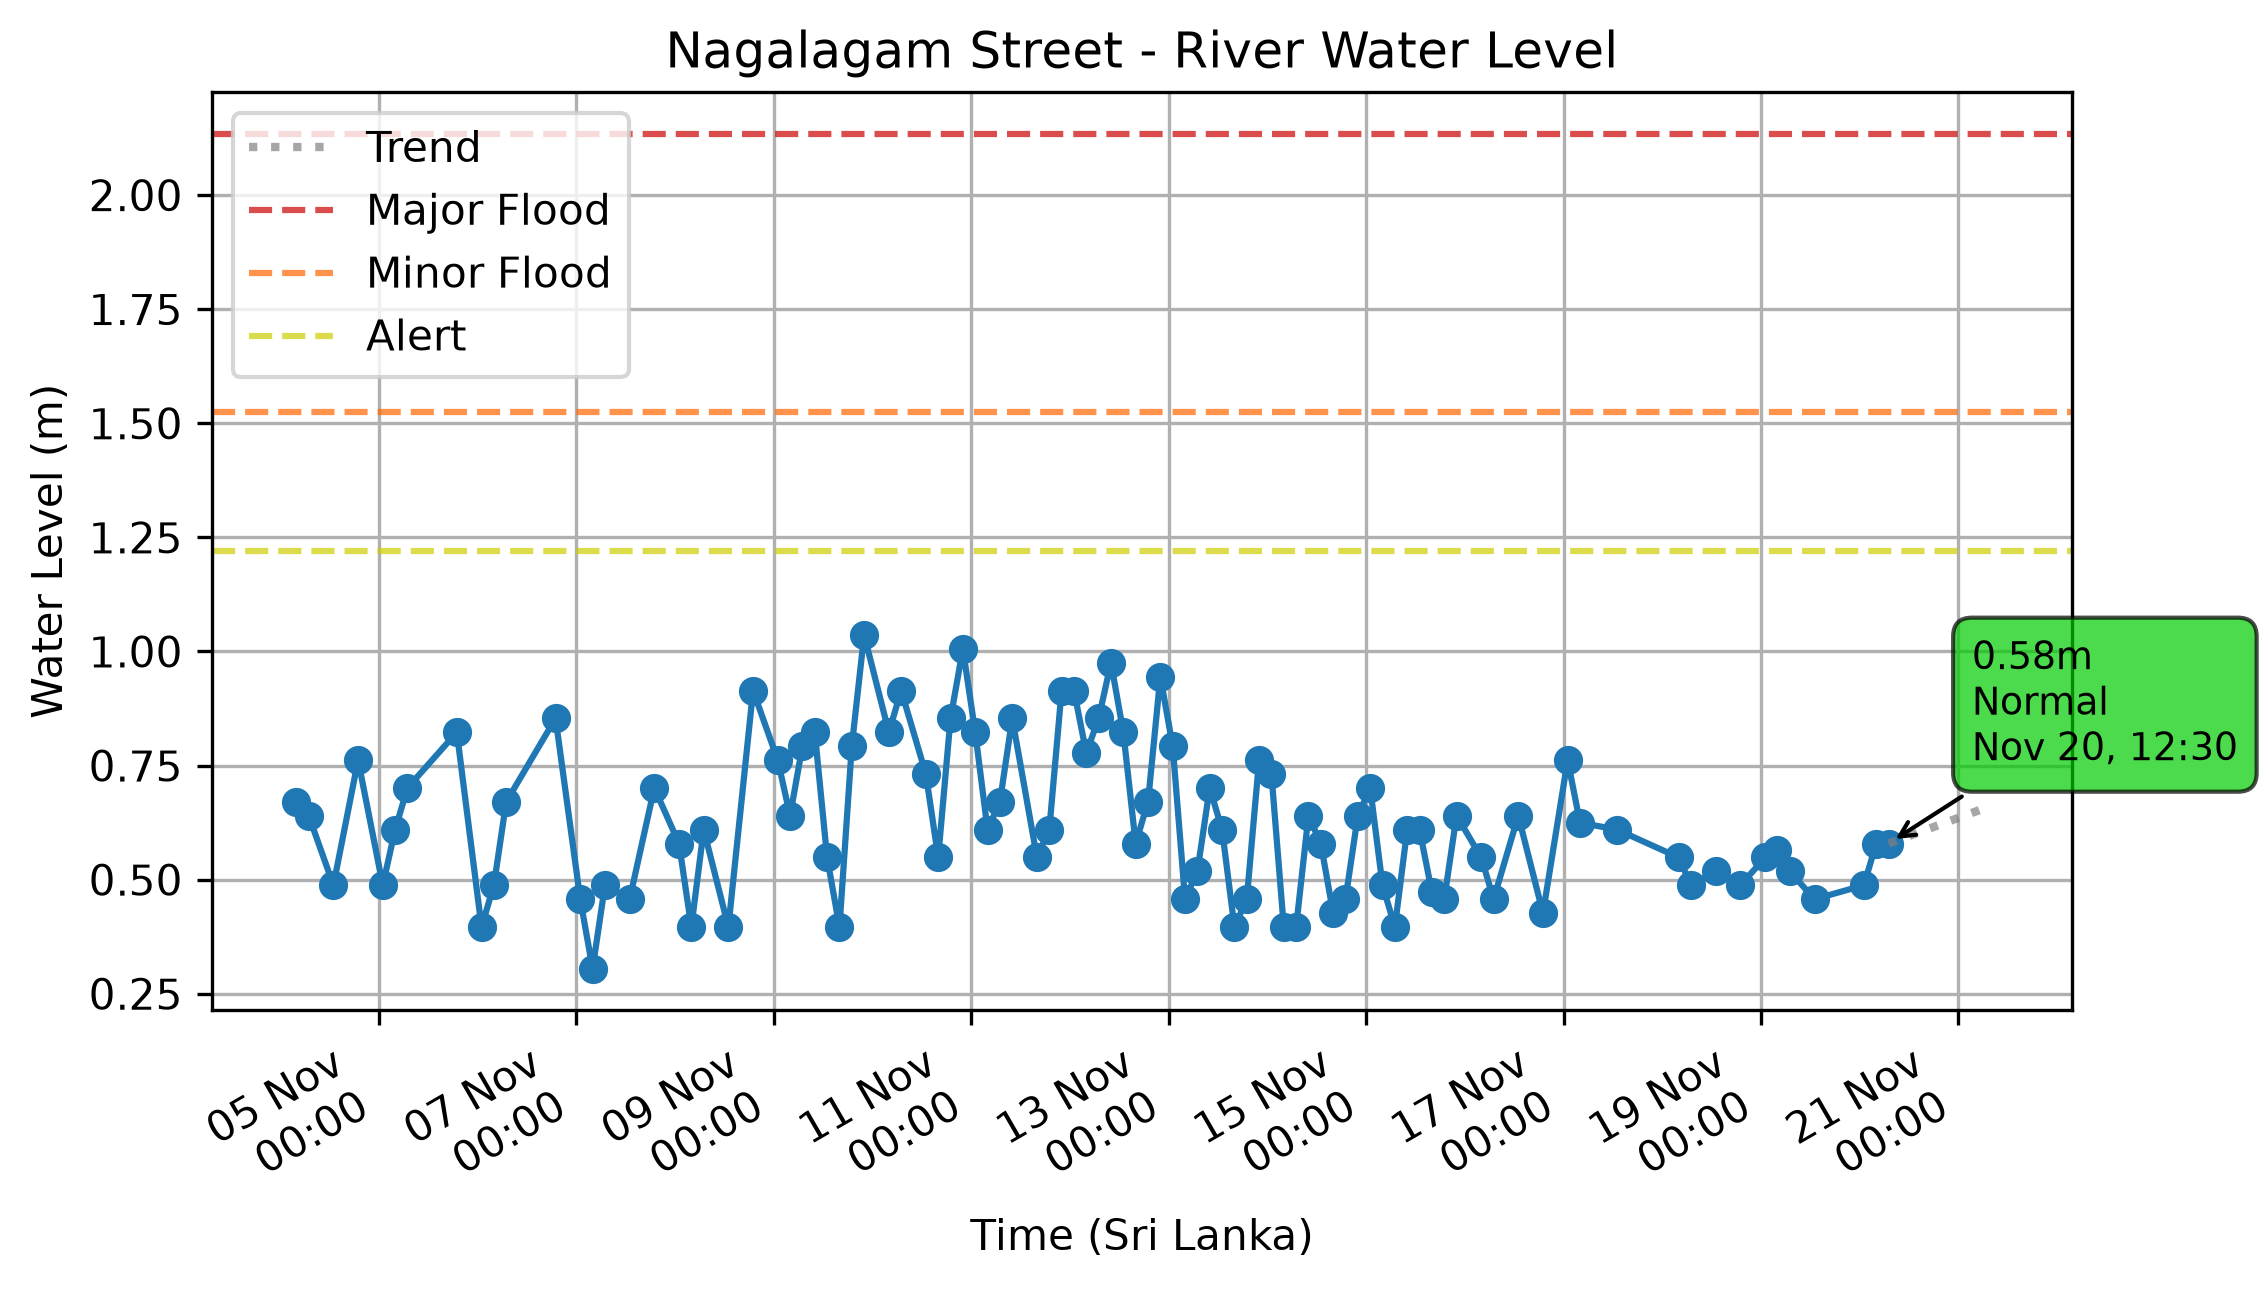 Nagalagam Street - River Water Level
Trend
Major Flood
Minor Flood
Alert
Water Level (m)
2.00
1.75
1.50
1.25
1.00
0.75
0.50
0.25
0.58m
Normal
Nov 20, 12:30
05 Nov
00:00
07 Nov
00:00
09 Nov
00:00
11 Nov
00:00
13 Nov
00:00
15 Nov
00:00
17 Nov
00:00
19 Nov
00:00
21 Nov
00:00
Time (Sri Lanka)